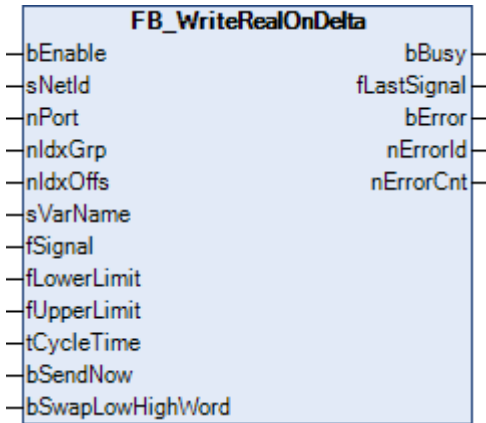 FB_WriteRealOnDelta
bEnable bBusy
sNetId fLastSignal
nPort bError
nIdxGrp nErrorId
nIdxOffs nErrorCnt
sVarName
fSignal
fLowerLimit
fUpperLimit
tCycleTime
bSendNow
bSwapLowHighWord